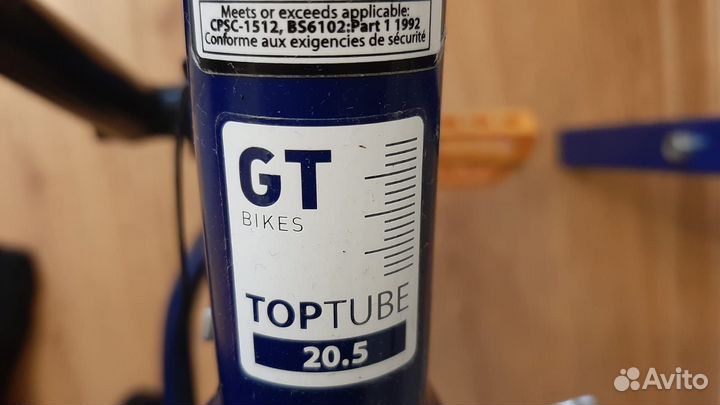 Meets or exceeds applicable:
CPSC-1512, BS6102:Part 1 1992
Conforme aux exigencies de sécurité
GT
BIKES
TOPTUBE
20.5
Avito